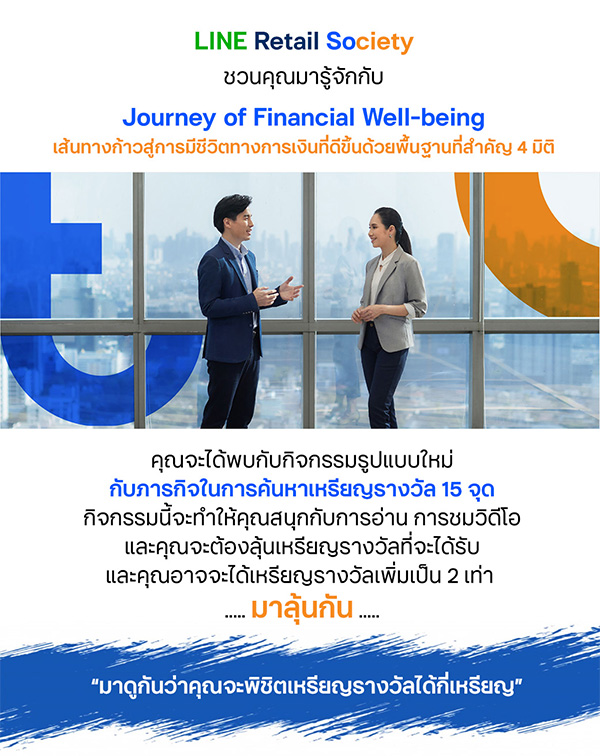 LINE Retail Society
ชวนคุณมารู้จักกับ
Journey of Financial Well-being
เส้นทางก้าวสู่การมีชีวิตทางการเงินที่ดีขึ้นด้วยพื้นฐานที่สำคัญ 4 มิติ
คุณจะได้พบกับกิจกรรมรูปแบบใหม่
กับภารกิจในการค้นหาเหรียญรางวัล 15 จุด
กิจกรรมนี้จะทำให้คุณสนุกกับการอ่าน การชมวิดีโอ
และคุณจะต้องลุ้นเหรียญรางวัลที่จะได้รับ
และคุณอาจจะได้เหรียญรางวัลเพิ่มเป็น 2 เท่า
..... มาลุ้นกัน .....
“มาดูกันว่าคุณจะพิชิตเหรียญรางวัลได้กี่เหรียญ”